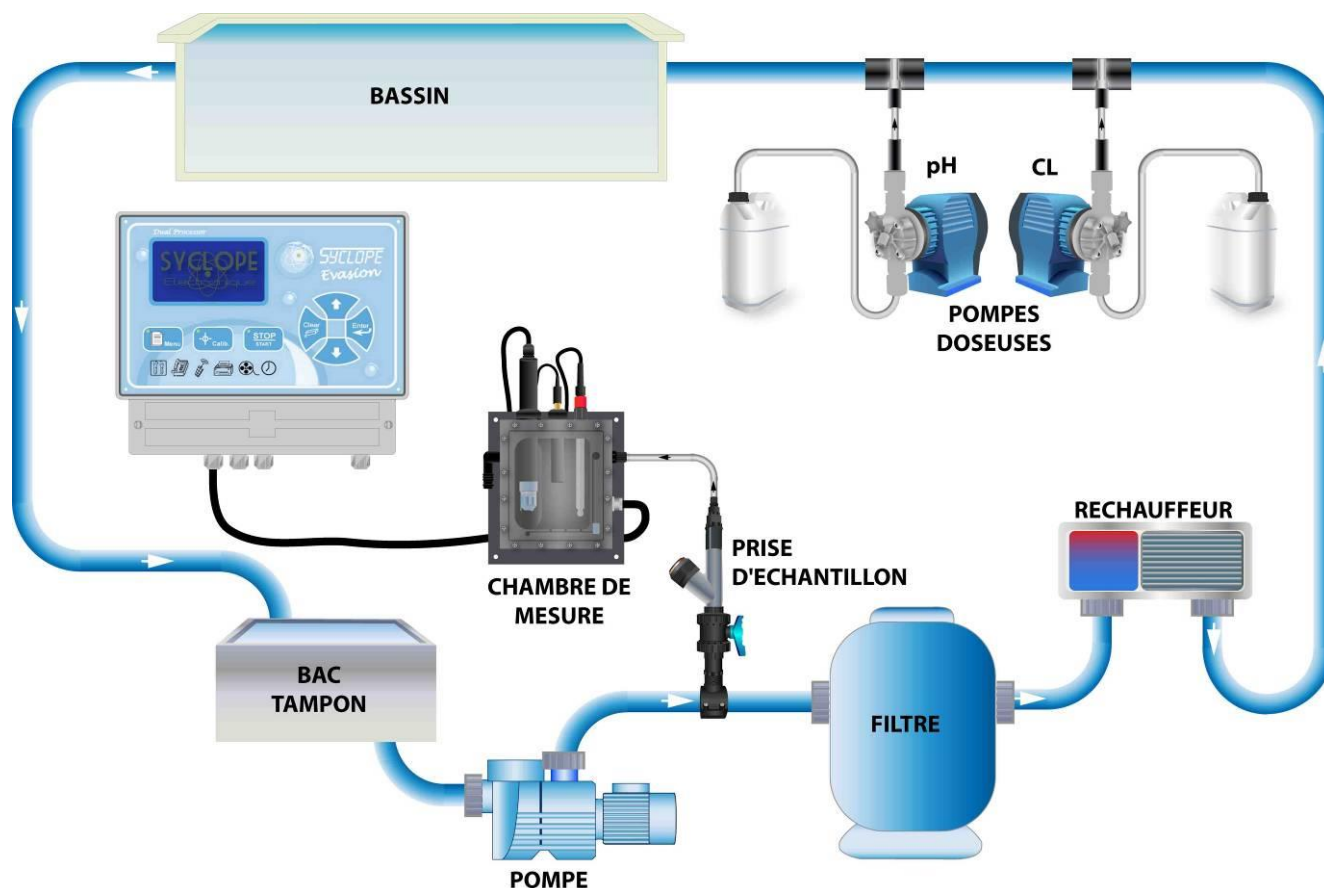 BASSIN
pH
CL
POMPES
DOSEUSES
Dual Processor
SYCLOPE
SYCLOPE
Evasion
Clear
Enter
Menu
Calib
STOP
START
RECHAUFFEUR
PRISE
D'ECHANTILLON
CHAMBRE DE
MESURE
BAC
TAMPON
FILTRE
POMPE